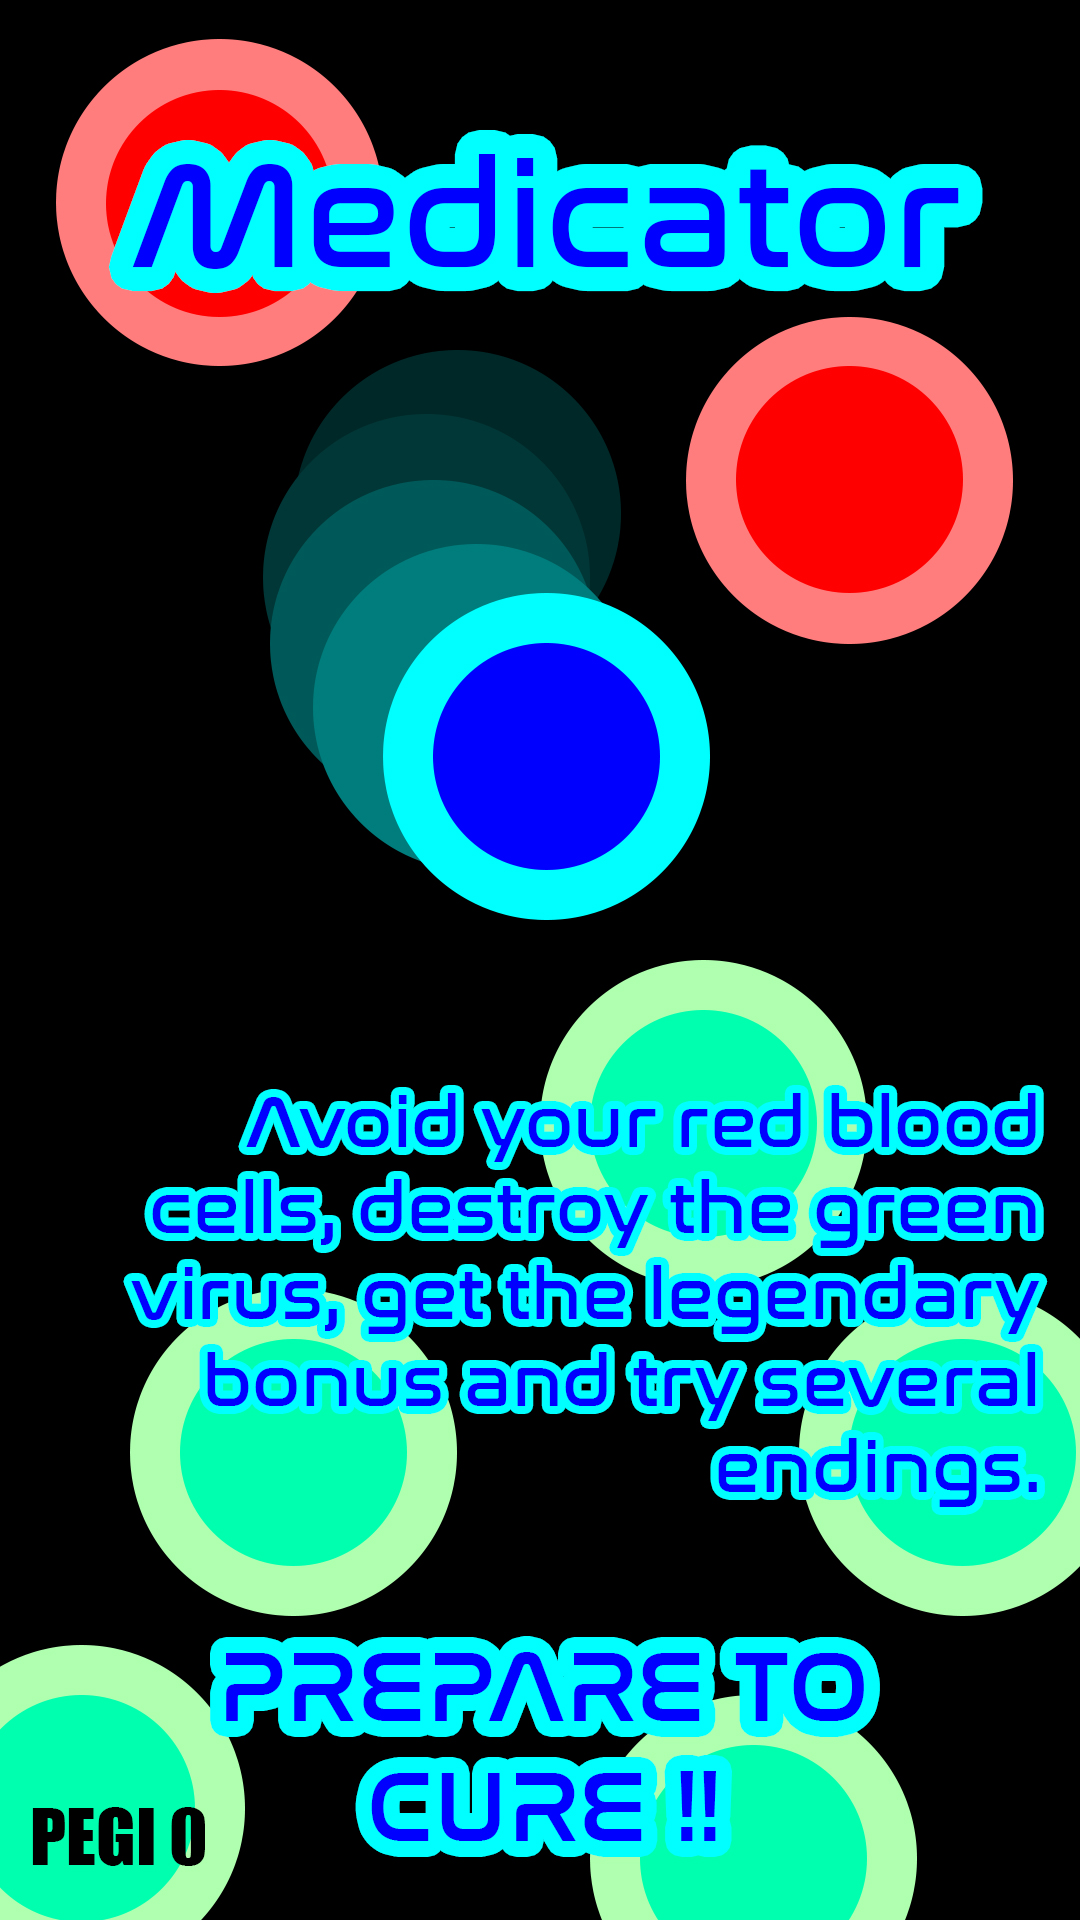 Medicator
Avoid your red blood
cells, destroy the green
virus, get the legendary
bonus and try several
endings.
PREPARE TO
CURE !!
PEGI 0